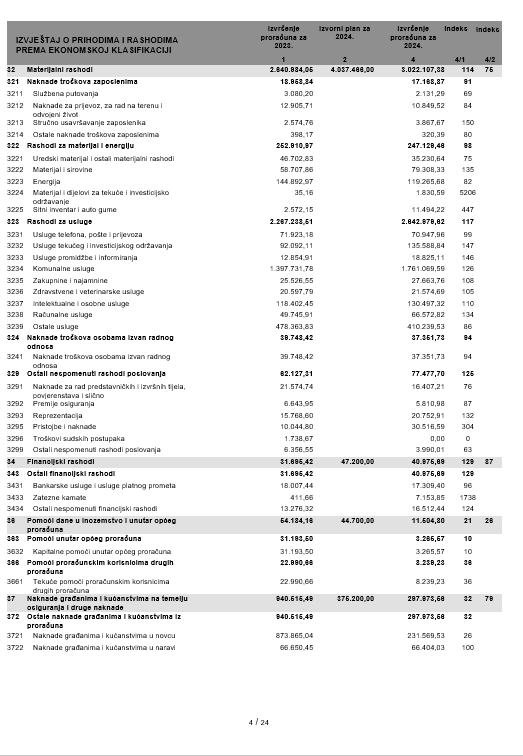 IZVJEŠTAJ O PRIHODIMA I RASHODIMA
PREMA EKONOMSKOJ KLASIFIKACIJI
Izvršenje proračuna za 2023. Izvorni plan za 2024. Izvršenje proračuna za 2024. Indeks Indeks
1 2 4 4/1 4/2
32 Materijalni rashodi 2.640.984,05 4.037.466,00 3.022.107,38 114 75
321 Naknade troškova zaposlenima 18.958,84 17.168,37 91
3211 Službena putovanja 3.080,20 2.131,29 69
3212 Naknade za prijevoz, za rad na terenu i 12.905,71 10.849,52 84
odvojeni život
3213 Stručno usavršavanje zaposlenika 2.574,76 3.867,67 150
3214 Ostale naknade troškova zaposlenima 398,17 320,39 80
322 Rashodi za materijal i energiju 252.910,97 247.129,46 98
3221 Uredski materijal i ostali materijalni rashodi 46.702,83 35.230,64 75
3222 Materijal i sirovine 58.707,86 79.308,33 135
3223 Energija 144.892,97 119.265,68 82
3224 Materijal i dijelovi za tekuće i investicijsko 35,16 1.830,59 5206
održavanje
3225 Sitni inventar i auto gume 2.572,15 11.494,22 447
323 Rashodi za usluge 2.267.233,51 2.642.979,62 117
3231 Usluge telefona, pošte i prijevoza 71.923,18 70.947,96 99
3232 Usluge tekućeg i investicijskog održavanja 92.092,11 135.588,84 147
3233 Usluge promidžbe i informiranja 12.854,91 18.825,11 146
3234 Komunalne usluge 1.397.731,78 1.761.069,59 126
3235 Zakupnine i najamnine 25.526,55 27.663,76 108
3236 Zdravstvene i veterinarske usluge 20.597,79 21.574,69 105
3237 Intelektualne i osobne usluge 118.402,45 130.497,32 110
3238 Računalne usluge 49.745,91 66.572,82 134
3239 Ostale usluge 478.363,83 410.239,53 86
324 Naknade troškova osobama izvan radnog 39.748,42 37.351,73 94
odnosa
3241 Naknade troškova osobama izvan radnog 39.748,42 37.351,73 94
odnosa
329 Ostali nespomenuti rashodi poslovanja 62.127,31 77.477,70 125
3291 Naknade za rad predstavničkih i izvršnih tijela, 21.574,74 16.407,21 76
povjerenstava i slično
3292 Premije osiguranja 6.643,95 5.810,98 87
3293 Reprezentacija 15.768,60 20.752,91 132
3295 Pristojbe i naknade 10.044,80 30.516,59 304
3296 Troškovi sudskih postupaka 1.738,67 0,00 0
3299 Ostali nespomenuti rashodi poslovanja 6.356,55 3.990,01 63
34 Financijski rashodi 31.695,42 47.200,00 40.975,69 129 87
343 Ostali financijski rashodi 31.695,42 40.975,69 129
3431 Bankarske usluge i usluge platnog prometa 18.007,44 17.309,40 96
3433 Zatezne kamate 411,66 7.153,85 1738
3434 Ostali nespomenuti financijski rashodi 13.276,32 16.512,44 124
36 Pomoći dane u inozemstvo i unutar općeg 54.184,16 44.700,00 11.504,80 21 26
proračuna
363 Pomoći unutar općeg proračuna 31.193,50 3.265,57 10
3632 Kapitalne pomoći unutar općeg proračuna 31.193,50 3.265,57 10
366 Pomoći proračunskim korisnicima drugih 22.990,66 8.239,23 36
proračuna
3661 Tekuće pomoći proračunskim korisnicima 22.990,66 8.239,23 36
drugih proračuna
37 Naknade građanima i kućanstvima na temelju 940.515,49 375.200,00 297.973,56 32 79
osiguranja i druge naknade
372 Ostale naknade građanima i kućanstvima iz 940.515,49 297.973,56 32
proračuna
3721 Naknade građanima i kućanstvima u novcu 873.865,04 231.569,53 26
3722 Naknade građanima i kućanstvima u naravi 66.650,45 66.404,03 100
4 / 24